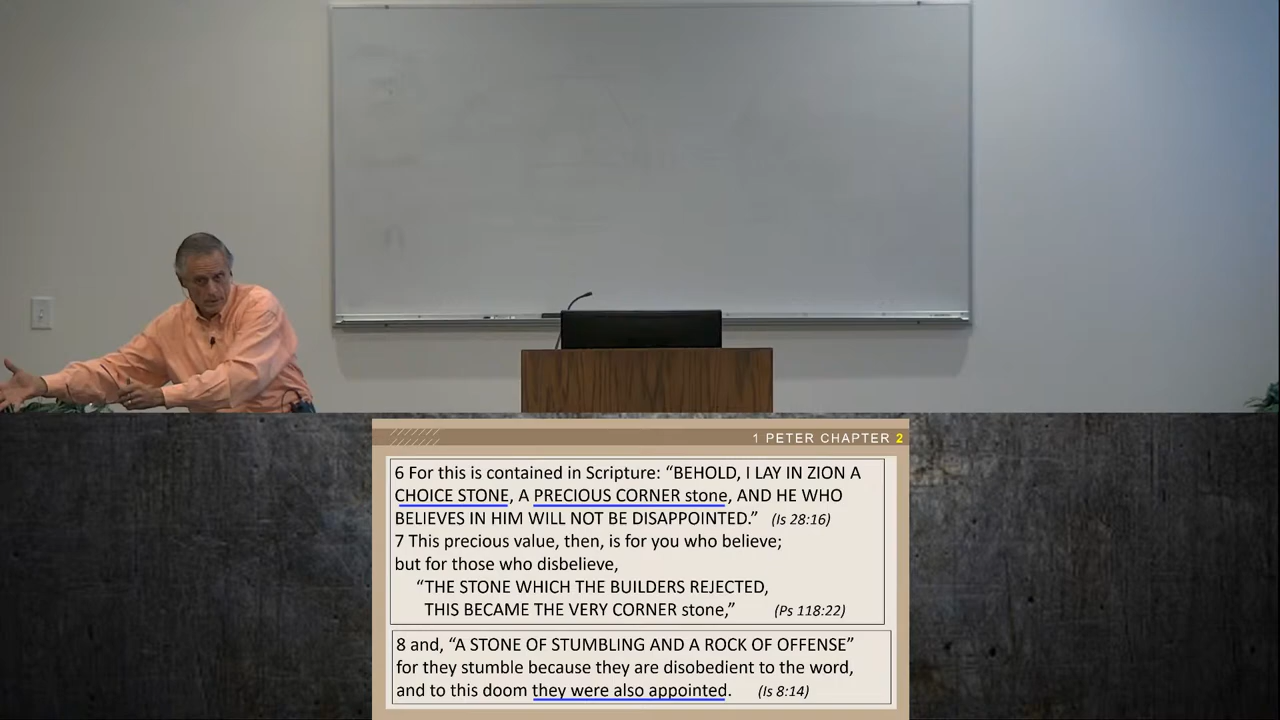 1 PETER CHAPTER 2
6 For this is contained in Scripture: “BEHOLD, I LAY IN ZION A
CHOICE STONE, A PRECIOUS CORNER stone, AND HE WHO
BELIEVES IN HIM WILL NOT BE DISAPPOINTED.” (Is 28:16)
7 This precious value, then, is for you who believe;
but for those who disbelieve,
“THE STONE WHICH THE BUILDERS REJECTED,
THIS BECAME THE VERY CORNER stone,” (Ps 118:22)
8 and, “A STONE OF STUMBLING AND A ROCK OF OFFENSE”
for they stumble because they are disobedient to the word,
and to this doom they were also appointed. (Is 8:14)